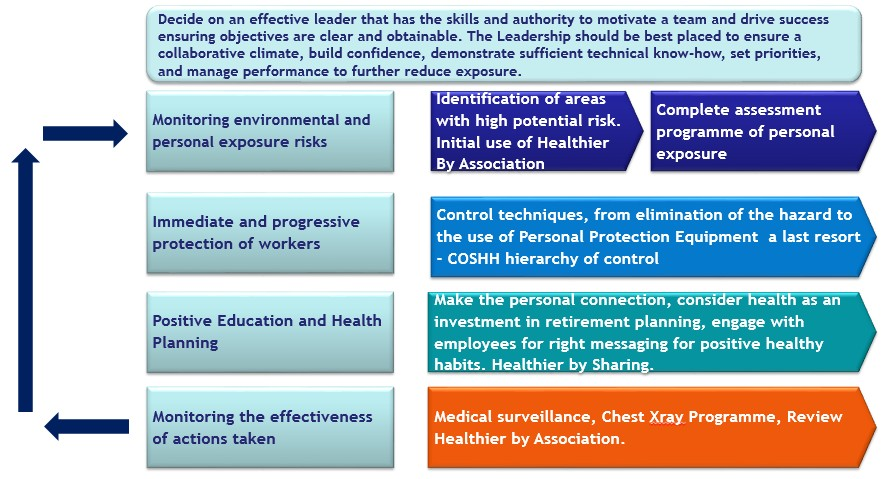 Decide on an effective leader that has the skills and authority to motivate a team and drive success
ensuring objectives are clear and obtainable. The Leadership should be best placed to ensure a
collaborative climate, build confidence, demonstrate sufficient technical know-how, set priorities,
and manage performance to further reduce exposure.
Monitoring environmental and
personal exposure risks
Identification of areas
with high potential risk.
Initial use of Healthier
By Association
Complete assessment
programme of personal
exposure
Immediate and progressive
protection of workers
Control techniques, from elimination of the hazard to
the use of Personal Protection Equipment  a last resort
– COSHH hierarchy of control
Positive Education and Health
Planning
Make the personal connection, consider health as an
investment in retirement planning, engage with
employees for right messaging for positive healthy
habits. Healthier by Sharing.
Monitoring the effectiveness
of actions taken
Medical surveillance, Chest Xray Programme, Review
Healthier by Association.